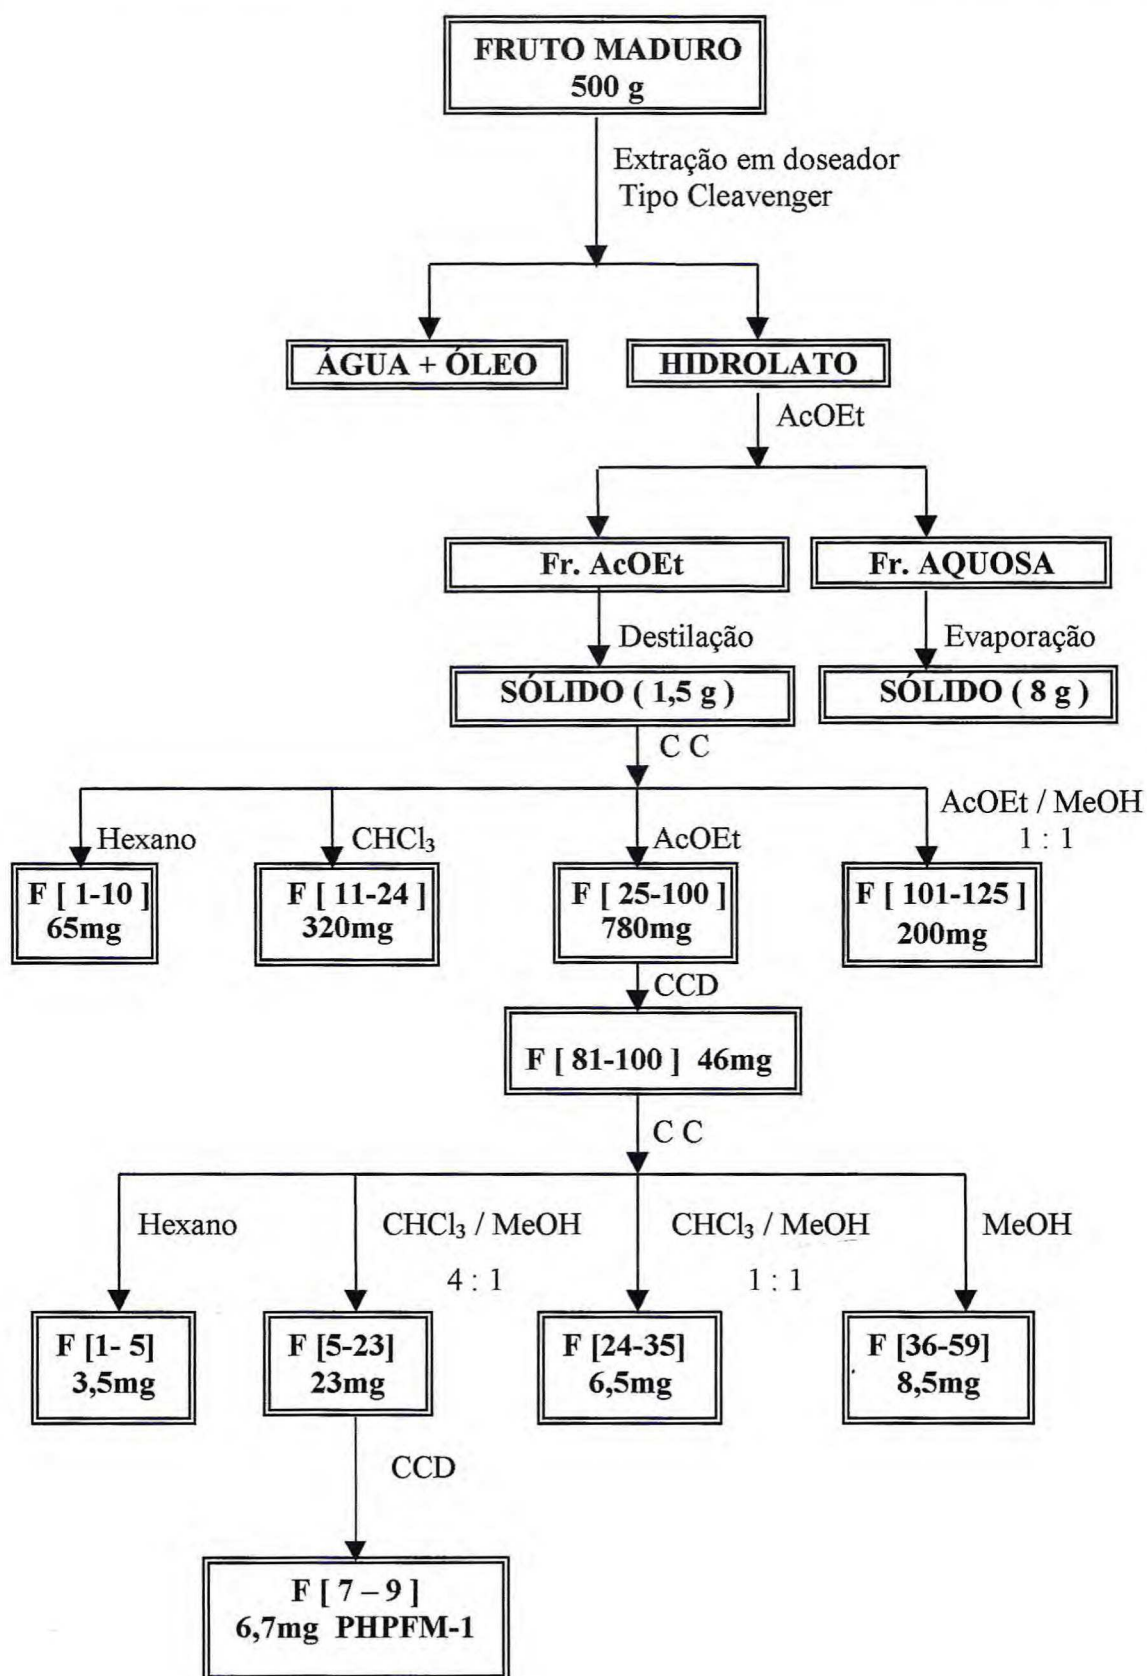 FRUTO MADURO
500 g
Extração em doseador
Tipo Cleavenger
ÁGUA + ÓLEO
HIDROLATO
AcOEt
Fr. AcOEt
Fr. AQUOSA
Destilação
Evaporação
SÓLIDO ( 1,5 g )
SÓLIDO ( 8 g )
C C
Hexano
CHCl₃
AcOEt
AcOEt / MeOH
1 : 1
F [ 1-10 ]
65mg
F [ 11-24 ]
320mg
F [ 25-100 ]
780mg
F [ 101-125 ]
200mg
CCD
F [ 81-100 ] 46mg
C C
Hexano
CHCl₃ / MeOH
4 : 1
CHCl₃ / MeOH
1 : 1
MeOH
F [1- 5]
3,5mg
F [5-23]
23mg
F [24-35]
6,5mg
F [36-59]
8,5mg
CCD
F [ 7 – 9 ]
6,7mg PHPFM-1